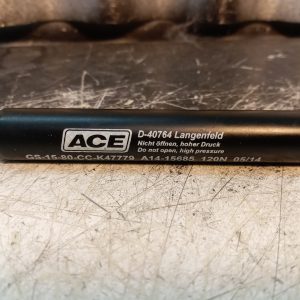 ACE
D-40764 Langenfeld
Nicht öffnen, hoher Druck
Do not open, high pressure
GS-15-80-CC-K47779 A14-15685 120N 05/14